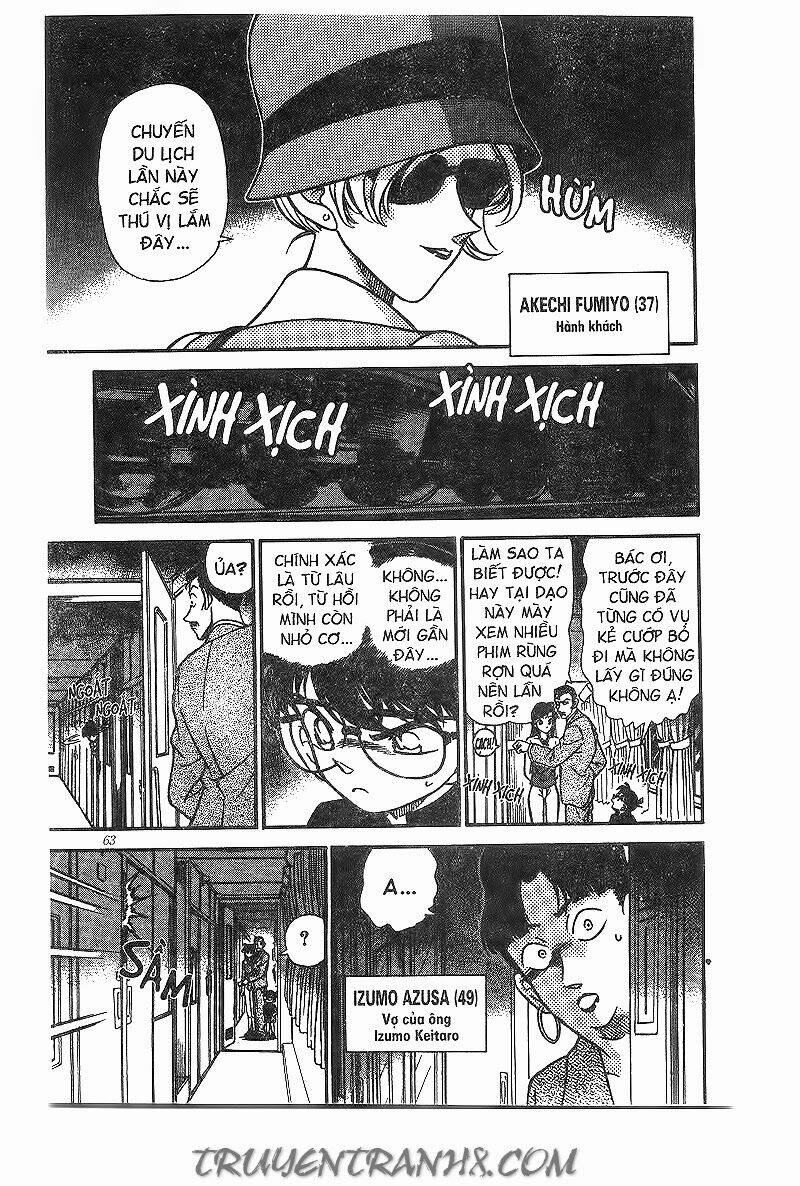 CHUYẾN
DU LỊCH
LẦN NÀY
CHẮC SẼ
THÚ VỊ LẮM
ĐÂY...
HỪM
AKECHI FUMIYO (37)
Hành khách
XÌNH XỊCH
XÌNH XỊCH
BÁC ƠI,
TRƯỚC ĐÂY
CŨNG ĐÃ
TỪNG CÓ VỤ
KẺ CƯỚP BỎ
ĐI MÀ KHÔNG
LẤY GÌ ĐÚNG
KHÔNG Ạ!
LÀM SAO TA
BIẾT ĐƯỢC!
HAY TẠI DẠO
NÀY MÀY
XEM NHIỀU
PHIM RÙNG
RỢN QUÁ
NÊN LẨN
RỒI?
CẠCH!
XÌNH XỊCH
XÌNH XỊCH
KHÔNG...
KHÔNG
PHẢI LÀ
MỚI GẦN
ĐÂY...
CHÍNH XÁC
LÀ TỪ LÂU
RỒI, TỪ HỒI
MÌNH CÒN
NHỎ CƠ...
ỦA?
NGOẮT
NGOẮT
63
A...
IZUMO AZUSA (49)
Vợ của ông
Izumo Keitaro
?
SẦM
TRUYENTRANH8.COM